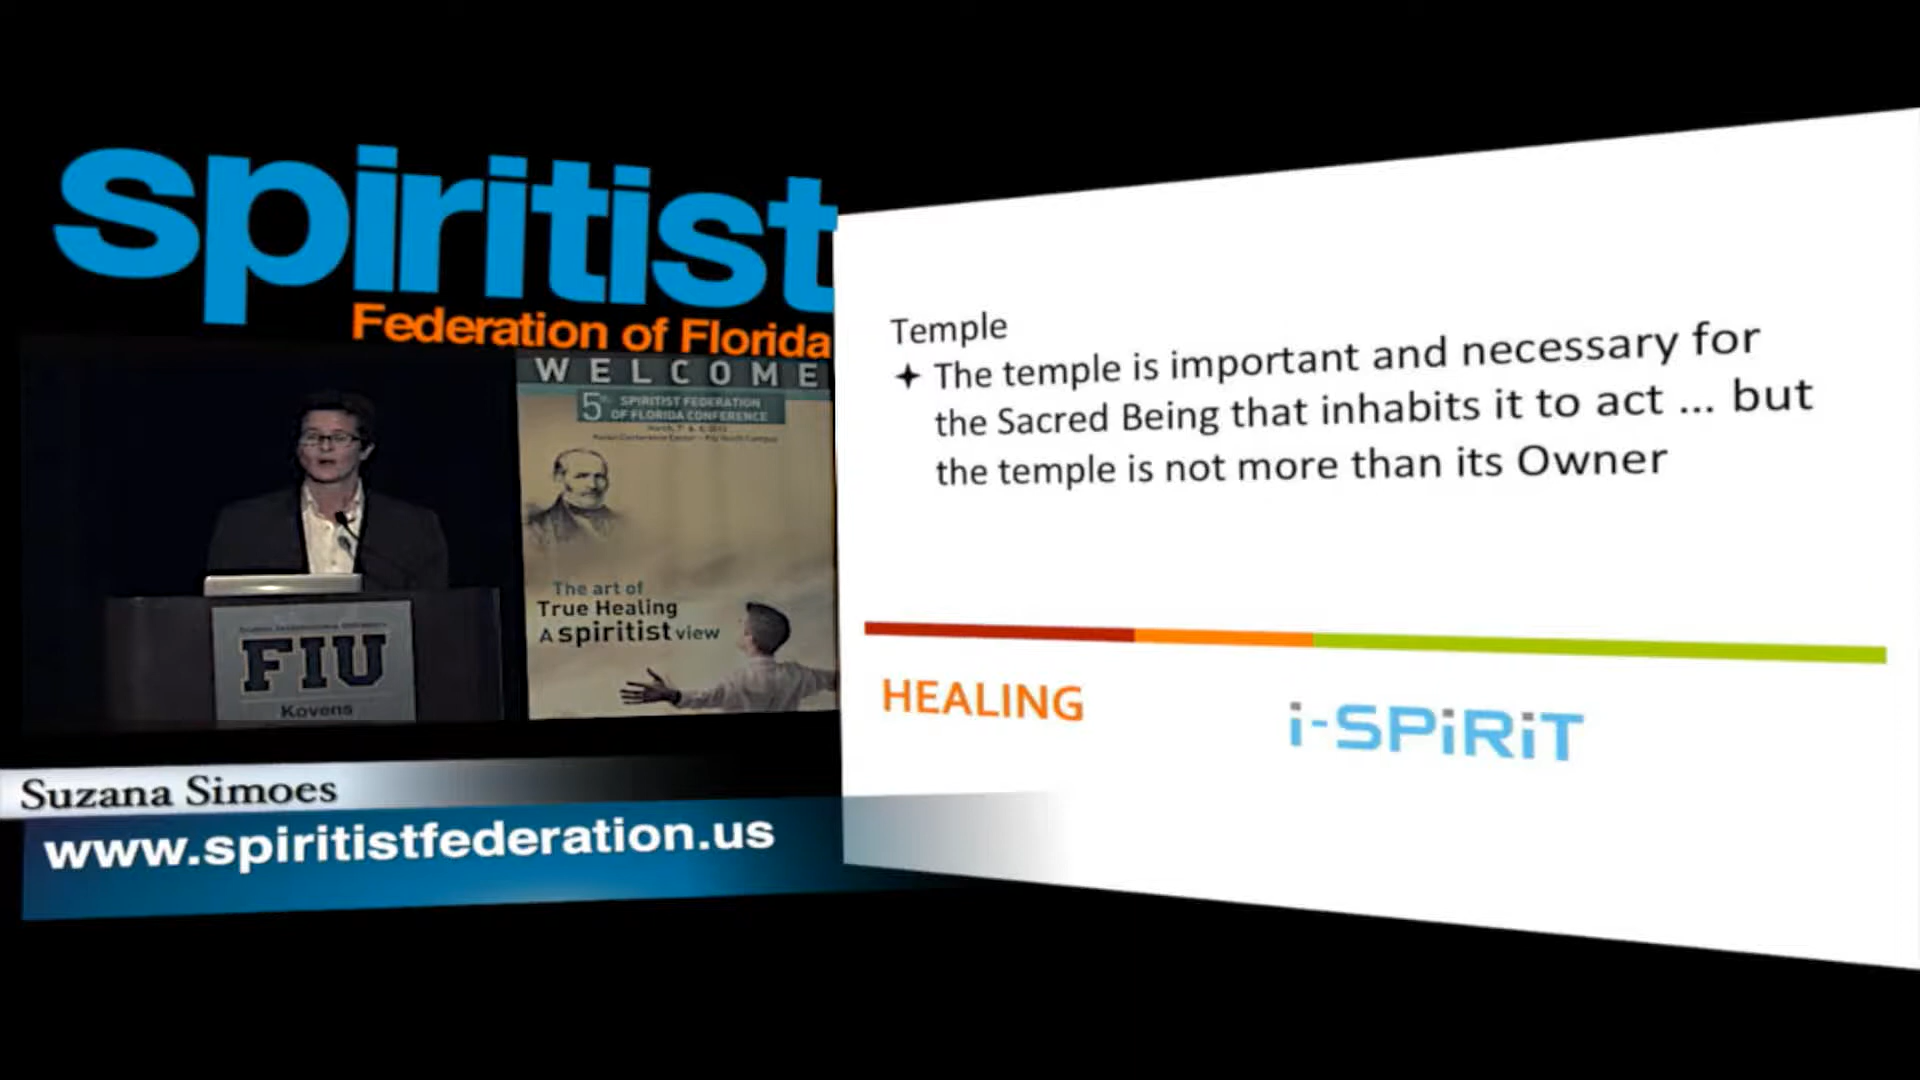 spiritist
Federation of Florida
WELCOME
5th SPIRITIST FEDERATION
OF FLORIDA CONFERENCE
The art of
True Healing
A spiritist view
FIU
Kovens
Suzana Simoes
www.spiritistfederation.us
Temple
The temple is important and necessary for
the Sacred Being that inhabits it to act ... but
the temple is not more than its Owner
HEALING
i-SPiRiT